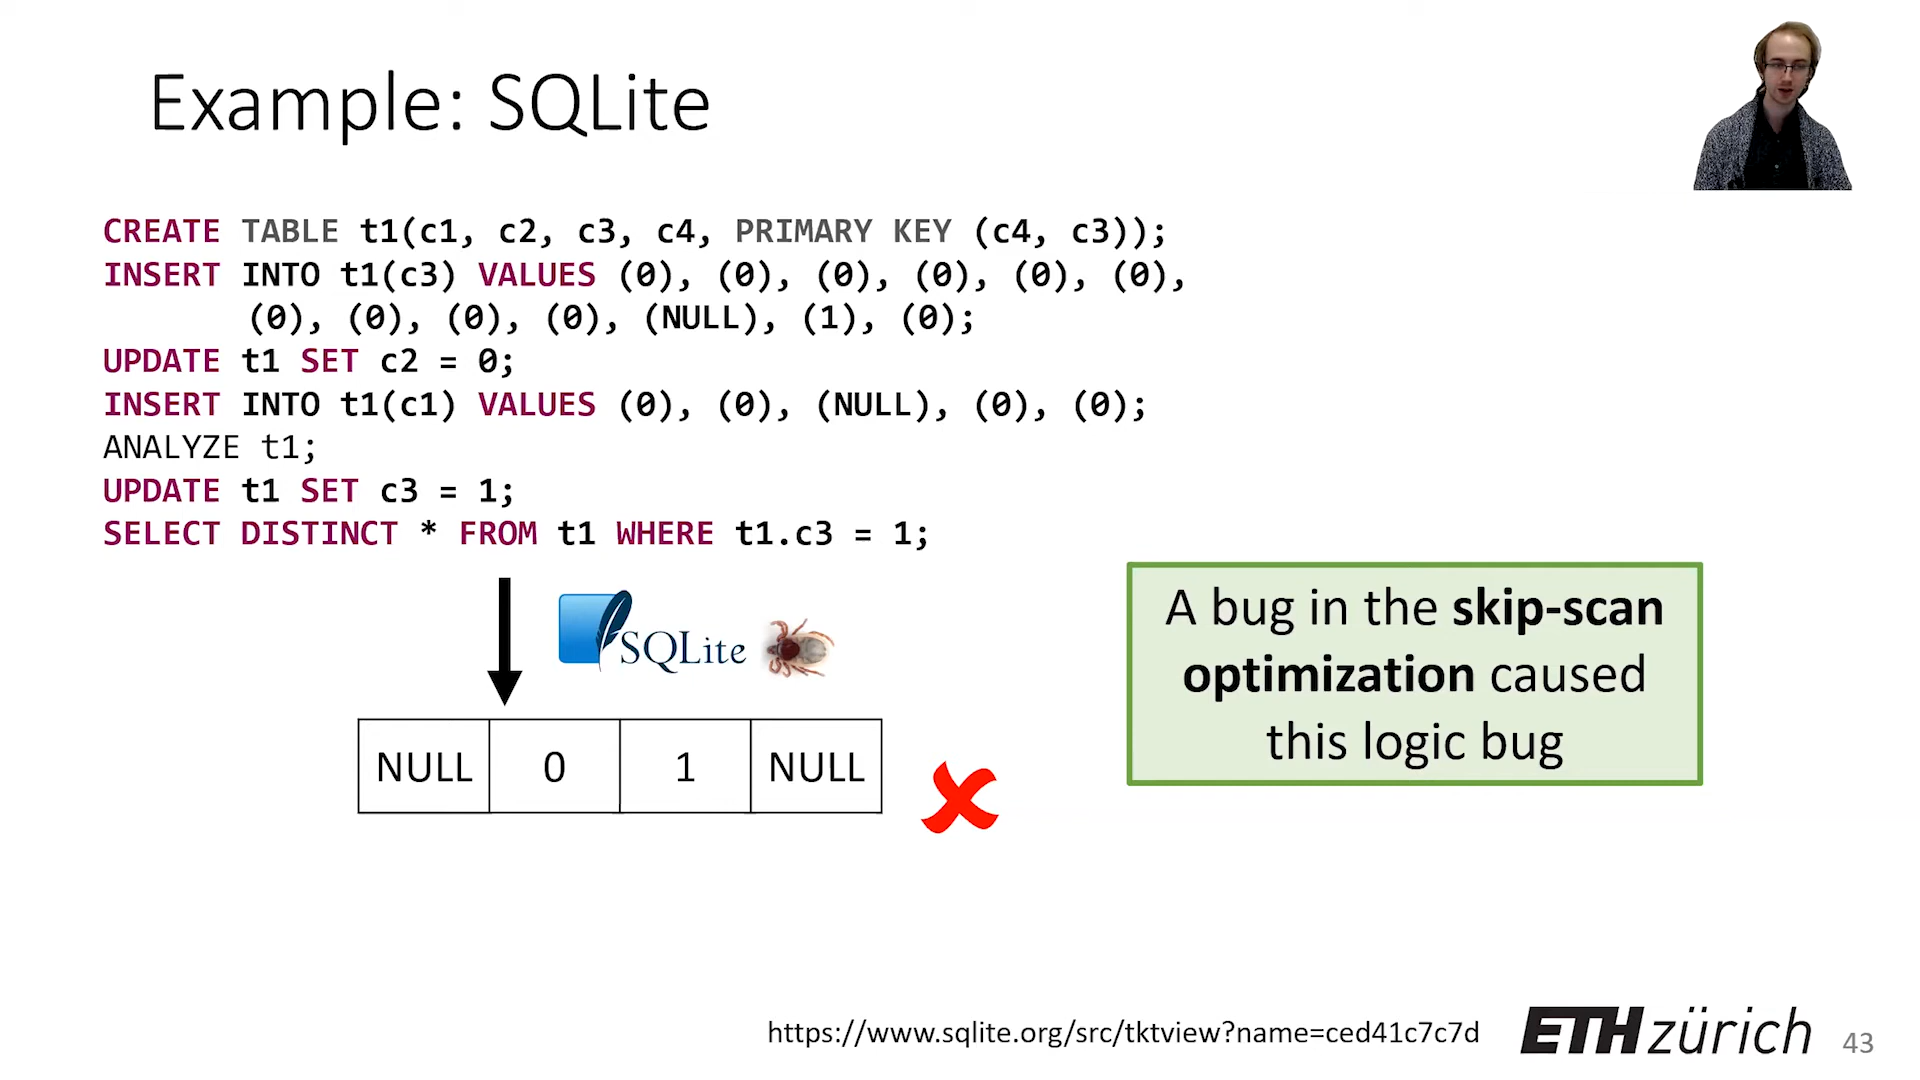 Example: SQLite
CREATE TABLE t1(c1, c2, c3, c4, PRIMARY KEY (c4, c3));
INSERT INTO t1(c3) VALUES (0), (0), (0), (0), (0), (0),
(0), (0), (0), (0), (NULL), (1), (0);
UPDATE t1 SET c2 = 0;
INSERT INTO t1(c1) VALUES (0), (0), (NULL), (0), (0);
ANALYZE t1;
UPDATE t1 SET c3 = 1;
SELECT DISTINCT * FROM t1 WHERE t1.c3 = 1;
SQLite
NULL 0 1 NULL
A bug in the skip-scan
optimization caused
this logic bug
https://www.sqlite.org/src/tktview?name=ced41c7c7d
ETH zürich
43